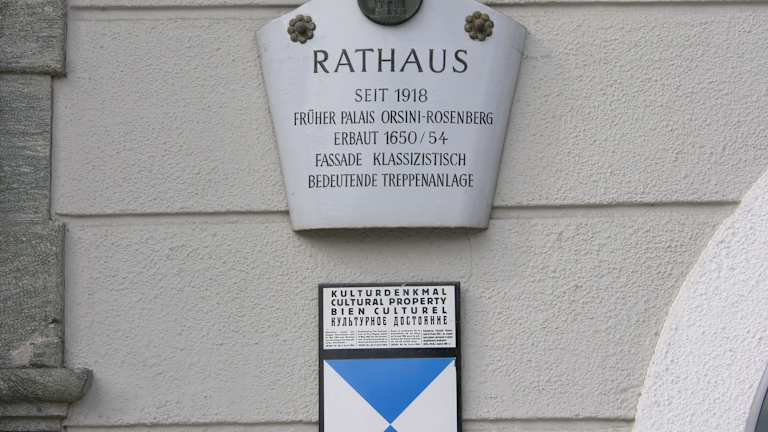 RATHAUS
SEIT 1918
FRÜHER PALAIS ORSINI-ROSENBERG
ERBAUT 1650/54
FASSADE KLASSIZISTISCH
BEDEUTENDE TREPPENANLAGE
KULTURDENKMAL
CULTURAL PROPERTY
BIEN CULTUREL
КУЛЬТУРНОЕ ДОСТОЯНИЕ